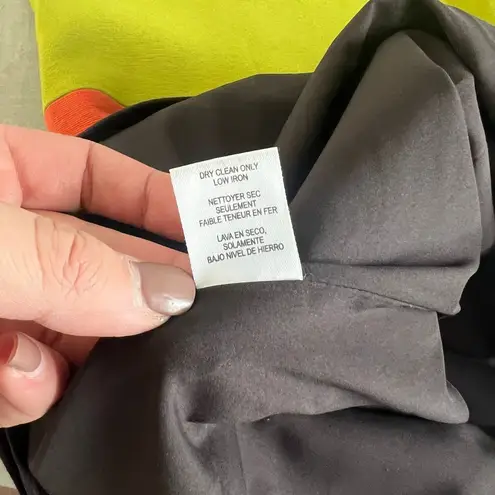 DRY CLEAN ONLY
LOW IRON
NETTOYER SEC
SEULEMENT
FAIBLE TENEUR EN FER
LAVA EN SECO,
SOLAMENTE
BAJO NIVEL DE HIERRO